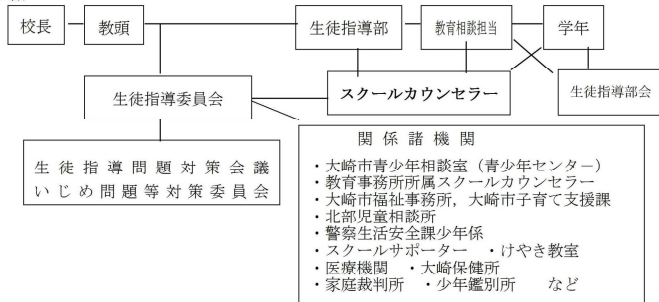 校長
教頭
生徒指導部
教育相談担当
学年
生徒指導委員会
スクールカウンセラー
生徒指導部会
生徒指導問題対策会議
いじめ問題等対策委員会
関係諸機関
・大崎市青少年相談室（青少年センター）
・教育事務所所属スクールカウンセラー
・大崎市福祉事務所，大崎市子育て支援課
・北部児童相談所
・警察生活安全課少年係
・スクールサポーター　・けやき教室
・医療機関　・大崎保健所
・家庭裁判所　・少年鑑別所　　など